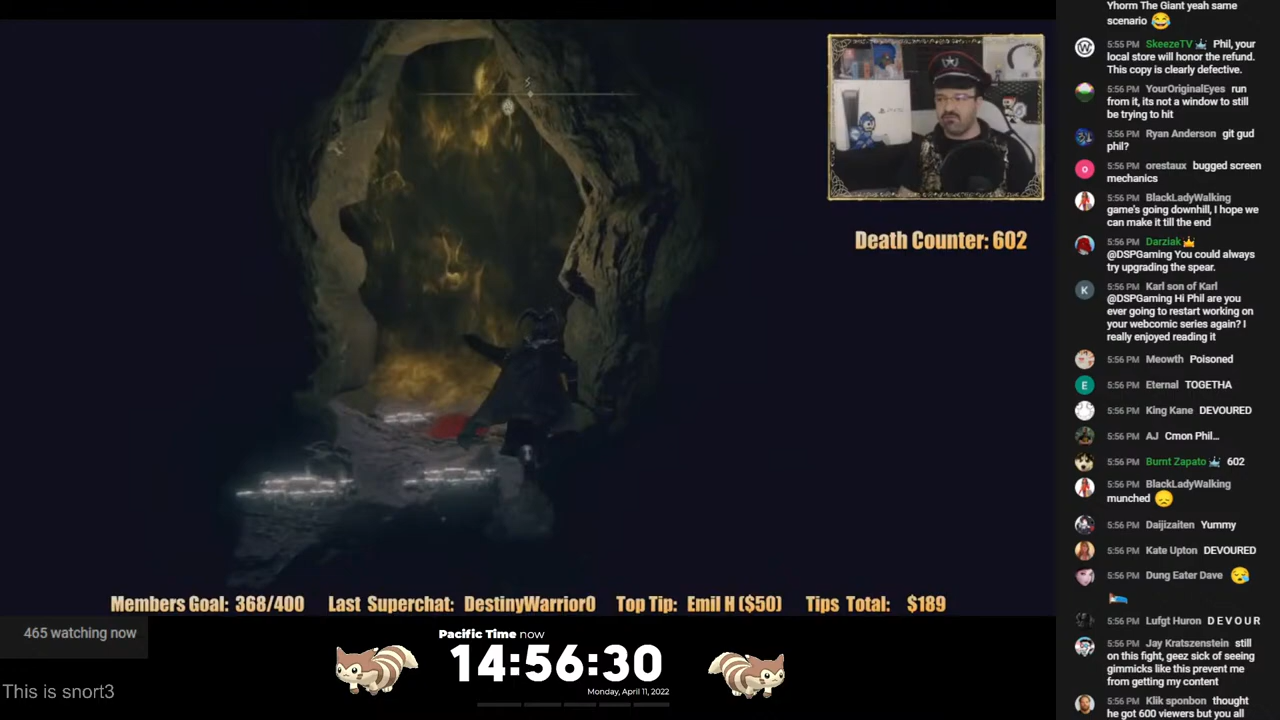 Yhorm The Giant yeah same
scenario
5:55 PM SkeezeTV Phil, your
local store will honor the refund.
This copy is clearly defective.
5:56 PM YourOriginalEyes run
from it, its not a window to still
be trying to hit
5:56 PM Ryan Anderson git gud
phil?
5:56 PM orestaux bugged screen
mechanics
5:56 PM BlackLadyWalking
game's going downhill, I hope we
can make it till the end
5:56 PM Darziak
@DSPGaming You could always
try upgrading the spear.
5:56 PM Karl son of Karl
@DSPGaming Hi Phil are you
ever going to restart working on
your webcomic series again? I
really enjoyed reading it
5:56 PM Meowth Poisoned
5:56 PM Eternal TOGETHA
5:56 PM King Kane DEVOURED
5:56 PM AJ Cmon Phil...
5:56 PM Burnt Zapato 602
5:56 PM BlackLadyWalking
munched
5:56 PM Daijizaiten Yummy
5:56 PM Kate Upton DEVOURED
5:56 PM Dung Eater Dave
5:56 PM Lufgt Huron D E V O U R
5:56 PM Jay Kratszenstein still
on this fight, geez sick of seeing
gimmicks like this prevent me
from getting my content
5:56 PM Klik sponbon thought
he got 600 viewers but you all
S
Death Counter: 602
Members Goal: 368/400 Last Superchat: DestinyWarrior0 Top Tip: Emil H ($50) Tips Total: $189
465 watching now
Pacific Time now
14:56:30
Monday, April 11, 2022
This is snort3